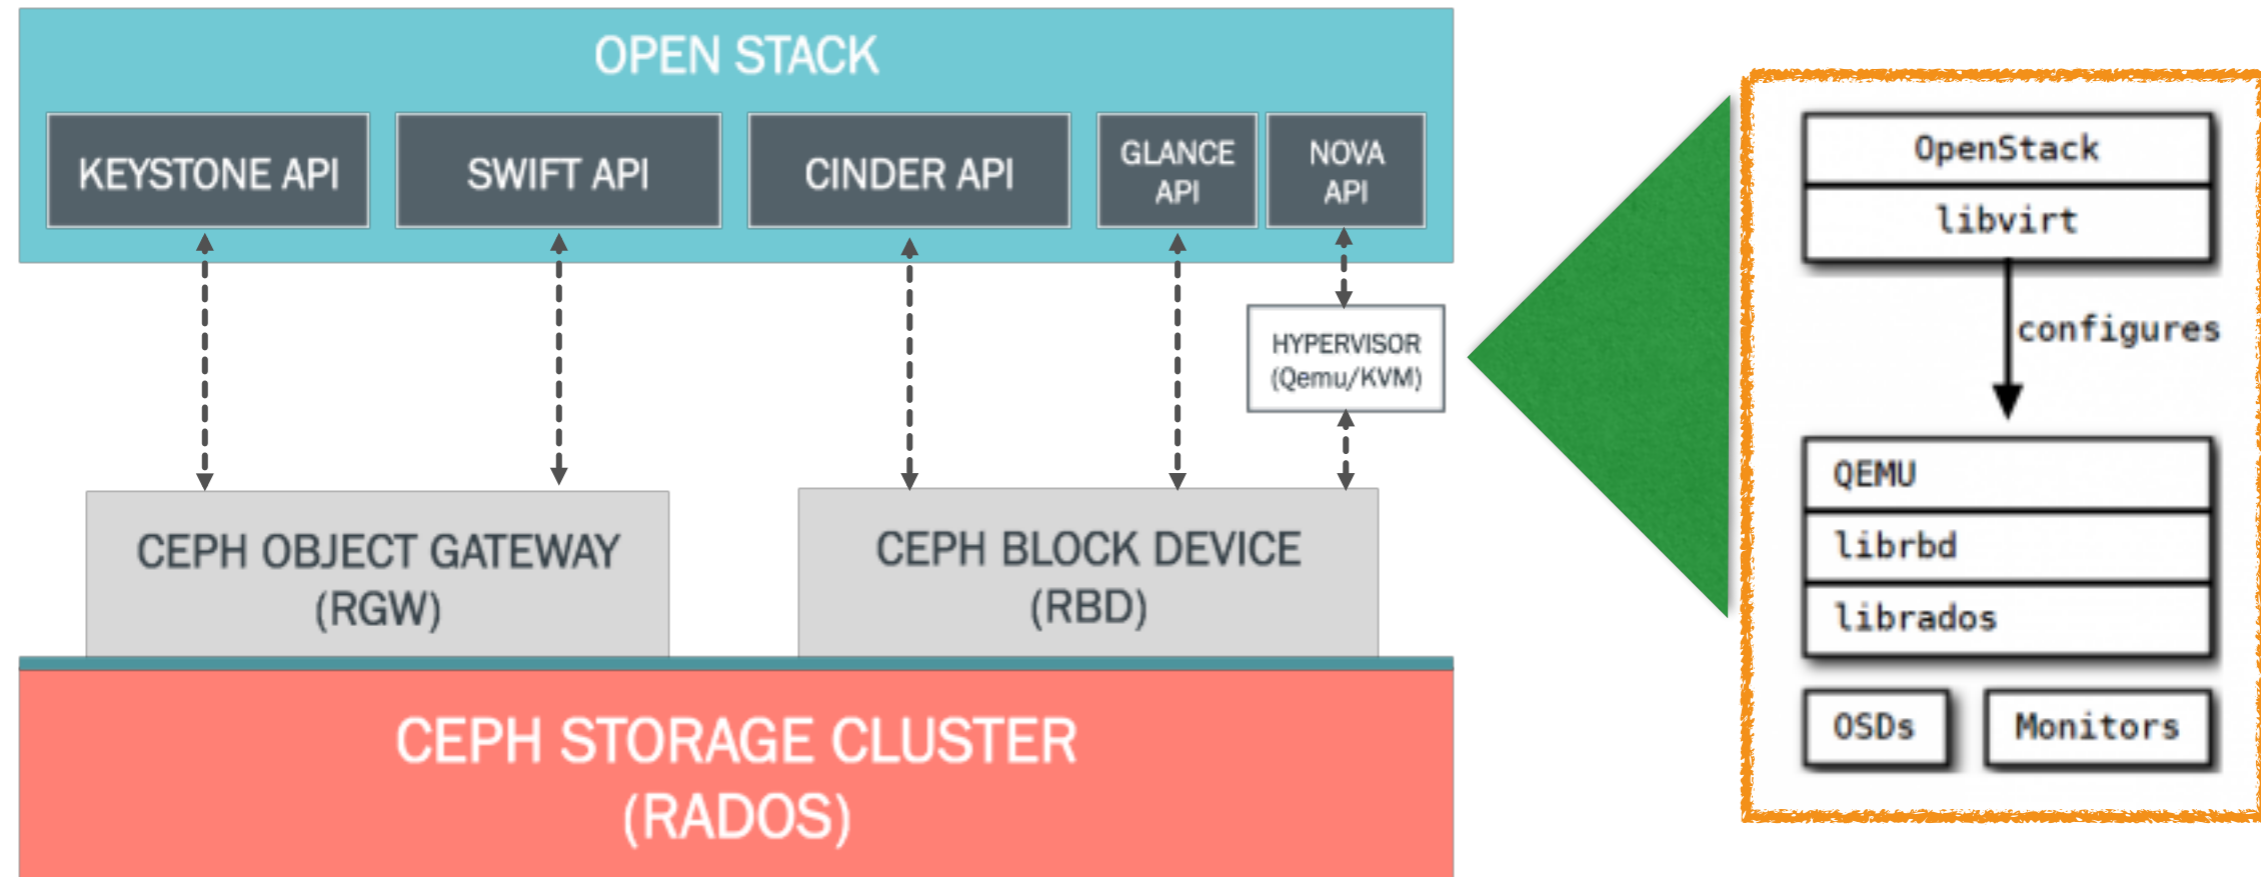 OPEN STACK
KEYSTONE API
SWIFT API
CINDER API
GLANCE
API
NOVA
API
HYPERVISOR
(Qemu/KVM)
CEPH OBJECT GATEWAY
(RGW)
CEPH BLOCK DEVICE
(RBD)
CEPH STORAGE CLUSTER
(RADOS)
OpenStack
libvirt
configures
QEMU
librbd
librados
OSDs
Monitors